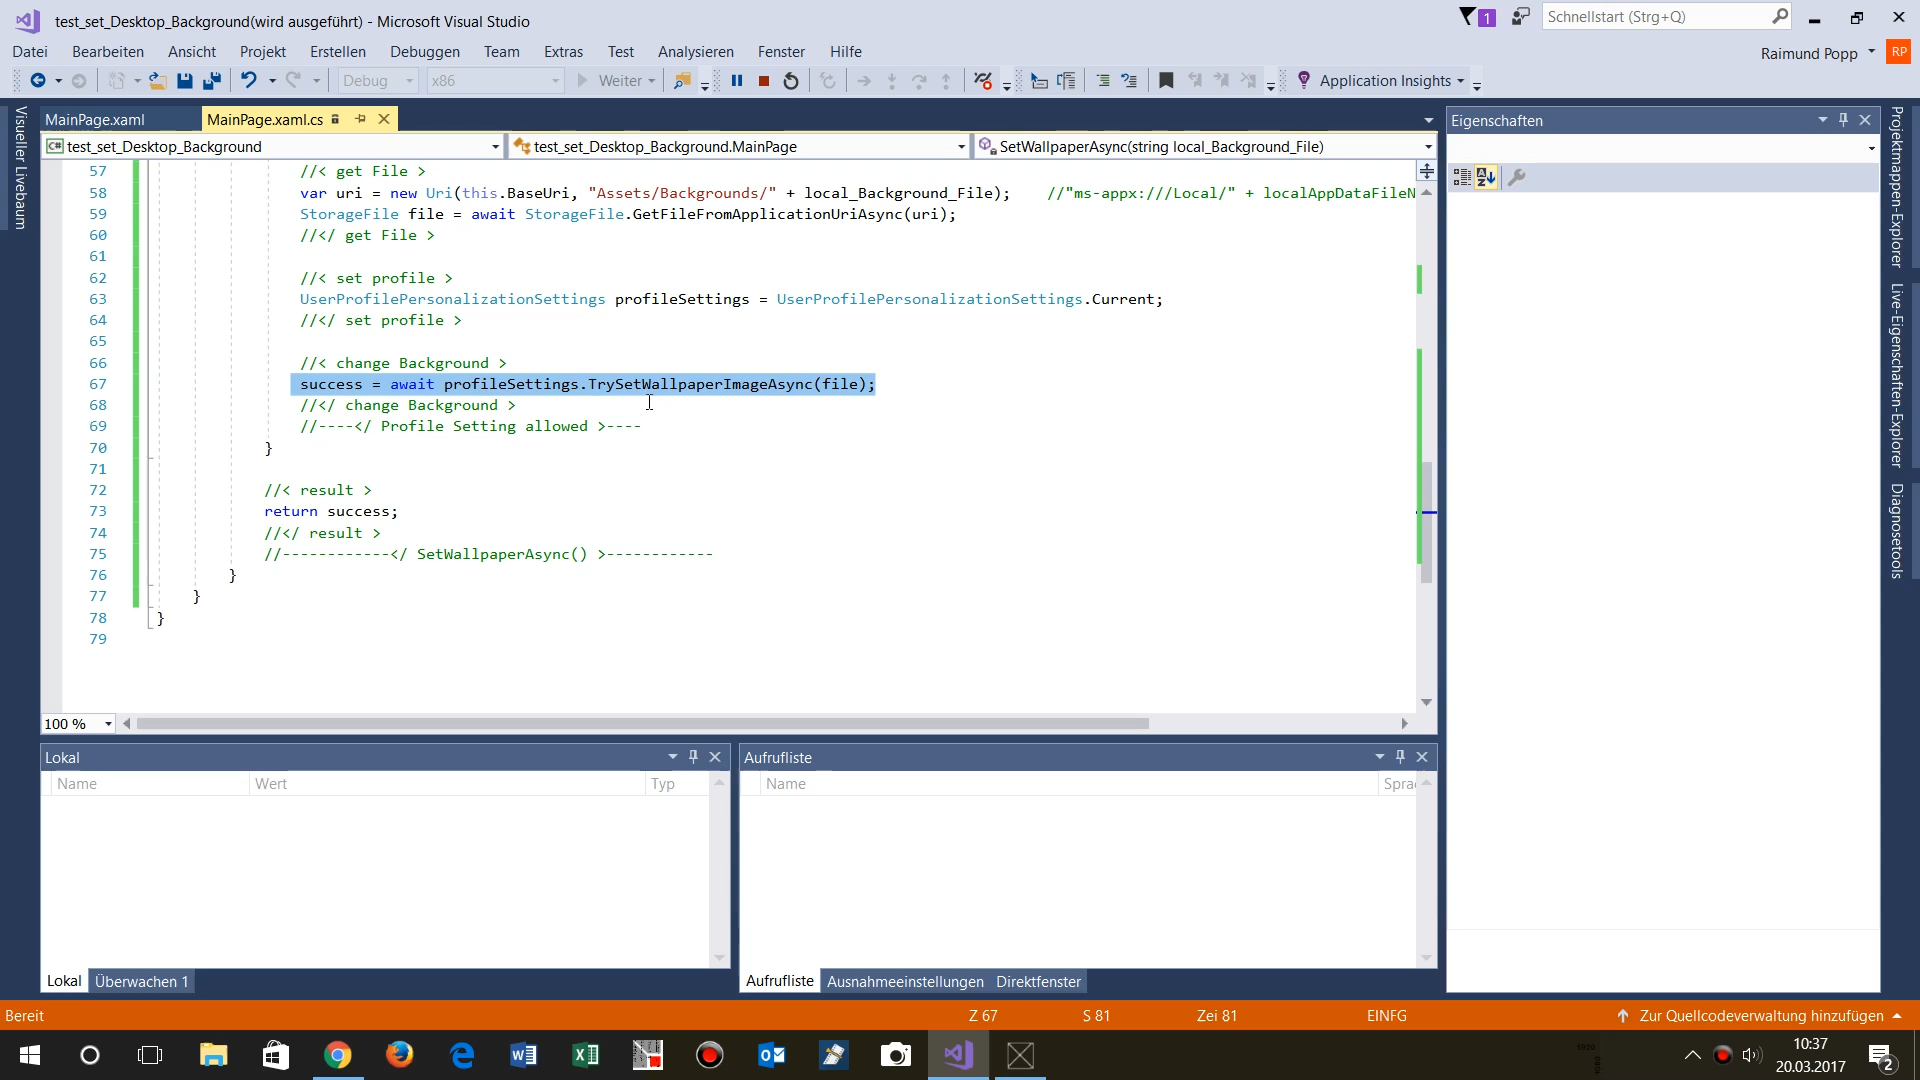 test_set_Desktop_Background(wird ausgeführt) - Microsoft Visual Studio
1
Schnellstart (Strg+Q)
Datei Bearbeiten Ansicht Projekt Erstellen Debuggen Team Extras Test Analysieren Fenster Hilfe
Raimund Popp RP
Debug x86 Weiter Application Insights
Visueller Livebaum
MainPage.xaml MainPage.xaml.cs
C# test_set_Desktop_Background test_set_Desktop_Background.MainPage SetWallpaperAsync(string local_Background_File)
57 //< get File >
58 var uri = new Uri(this.BaseUri, "Assets/Backgrounds/" + local_Background_File); //"ms-appx:///Local/" + localAppDataFileN
59 StorageFile file = await StorageFile.GetFileFromApplicationUriAsync(uri);
60 //</ get File >
61
62 //< set profile >
63 UserProfilePersonalizationSettings profileSettings = UserProfilePersonalizationSettings.Current;
64 //</ set profile >
65
66 //< change Background >
67 success = await profileSettings.TrySetWallpaperImageAsync(file);
68 //</ change Background >
69 //----</ Profile Setting allowed >----
70 }
71
72 //< result >
73 return success;
74 //</ result >
75 //------------</ SetWallpaperAsync() >------------
76 }
77 }
78 }
79
100 %
Lokal
Name Wert Typ
Lokal Überwachen 1
Aufrufliste
Name Sprac
Aufrufliste Ausnahmeeinstellungen Direktfenster
Eigenschaften
Projektmappen-Explorer
Live-Eigenschaften-Explorer
Diagnosetools
Bereit Z 67 S 81 Zei 81 EINFG Zur Quellcodeverwaltung hinzufügen
10:37
20.03.2017
2